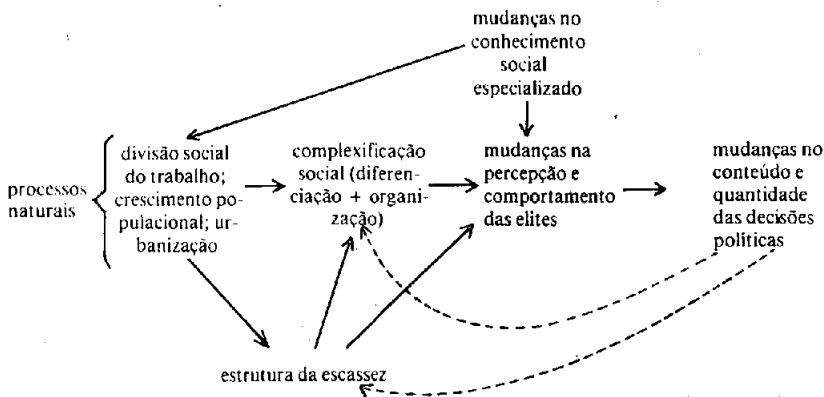 mudanças no
conhecimento
social
especializado
processos
naturais
divisão social
do trabalho;
crescimento po-
pulacional; ur-
banização
complexificação
social (diferen-
ciação + organi-
zação)
mudanças na
percepção e
comportamento
das elites
mudanças no
conteúdo e
quantidade
das decisões
políticas
estrutura da escassez